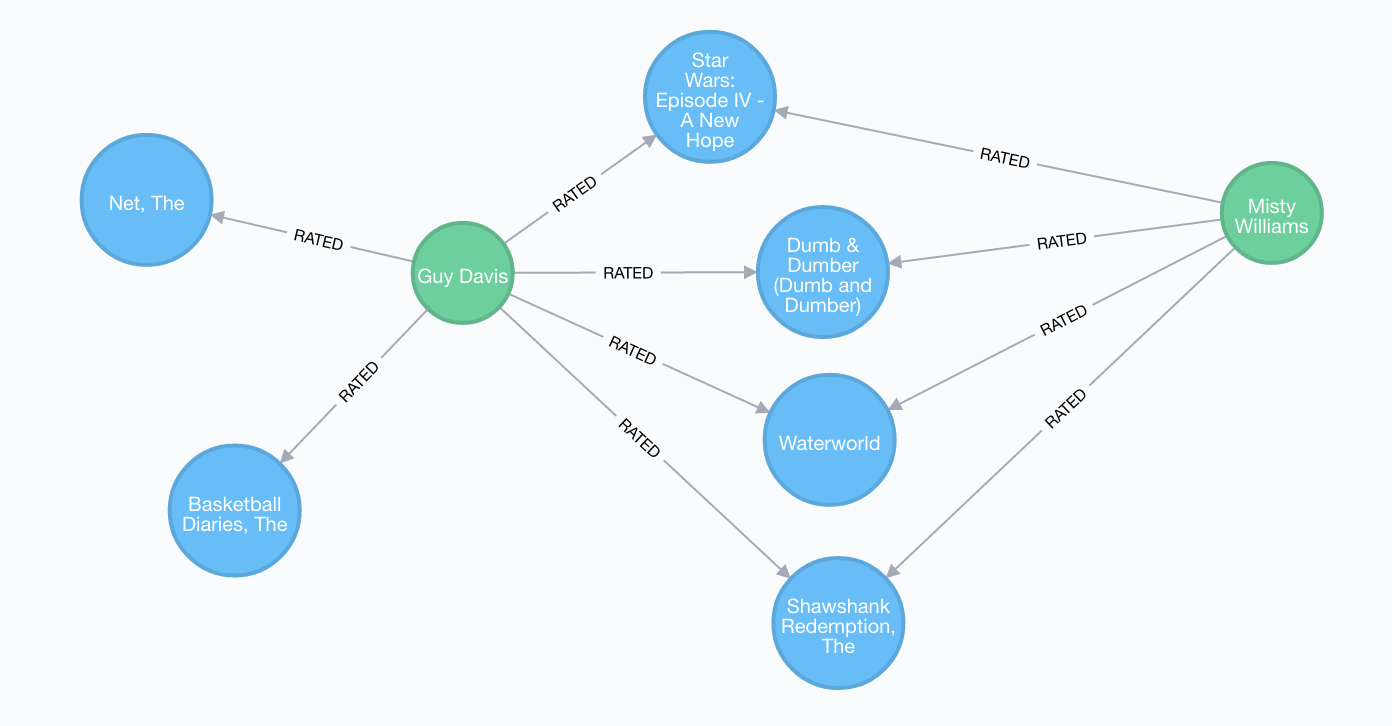 Star
Wars:
Episode IV -
A New
Hope
RATED
Net, The
RATED
Misty
Williams
RATED
RATED
Guy Davis
RATED
Dumb &
Dumber
(Dumb and
Dumber)
RATED
RATED
RATED
RATED
RATED
RATED
Waterworld
Basketball
Diaries, The
Shawshank
Redemption,
The